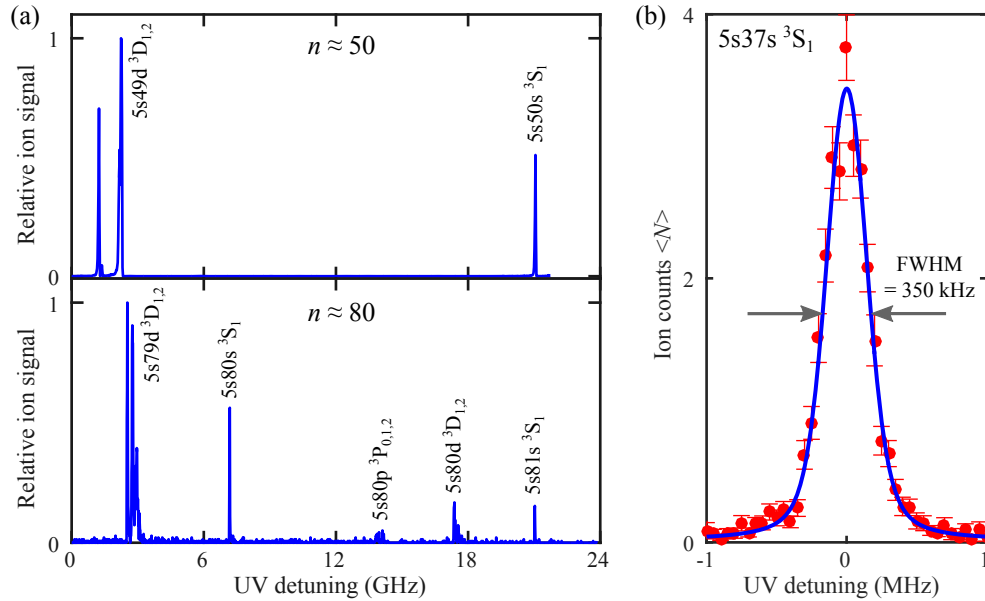 (a)
1
n ≈ 50
5s49d ³D₁,₂
5s50s ³S₁
Relative ion signal
0
1
n ≈ 80
5s79d ³D₁,₂
5s80s ³S₁
5s80p ³P₀,₁,₂
5s80d ³D₁,₂
5s81s ³S₁
Relative ion signal
0
0 6 12 18 24
UV detuning (GHz)
(b)
4
5s37s ³S₁
2
FWHM
= 350 kHz
Ion counts <N>
0
-1 0 1
UV detuning (MHz)